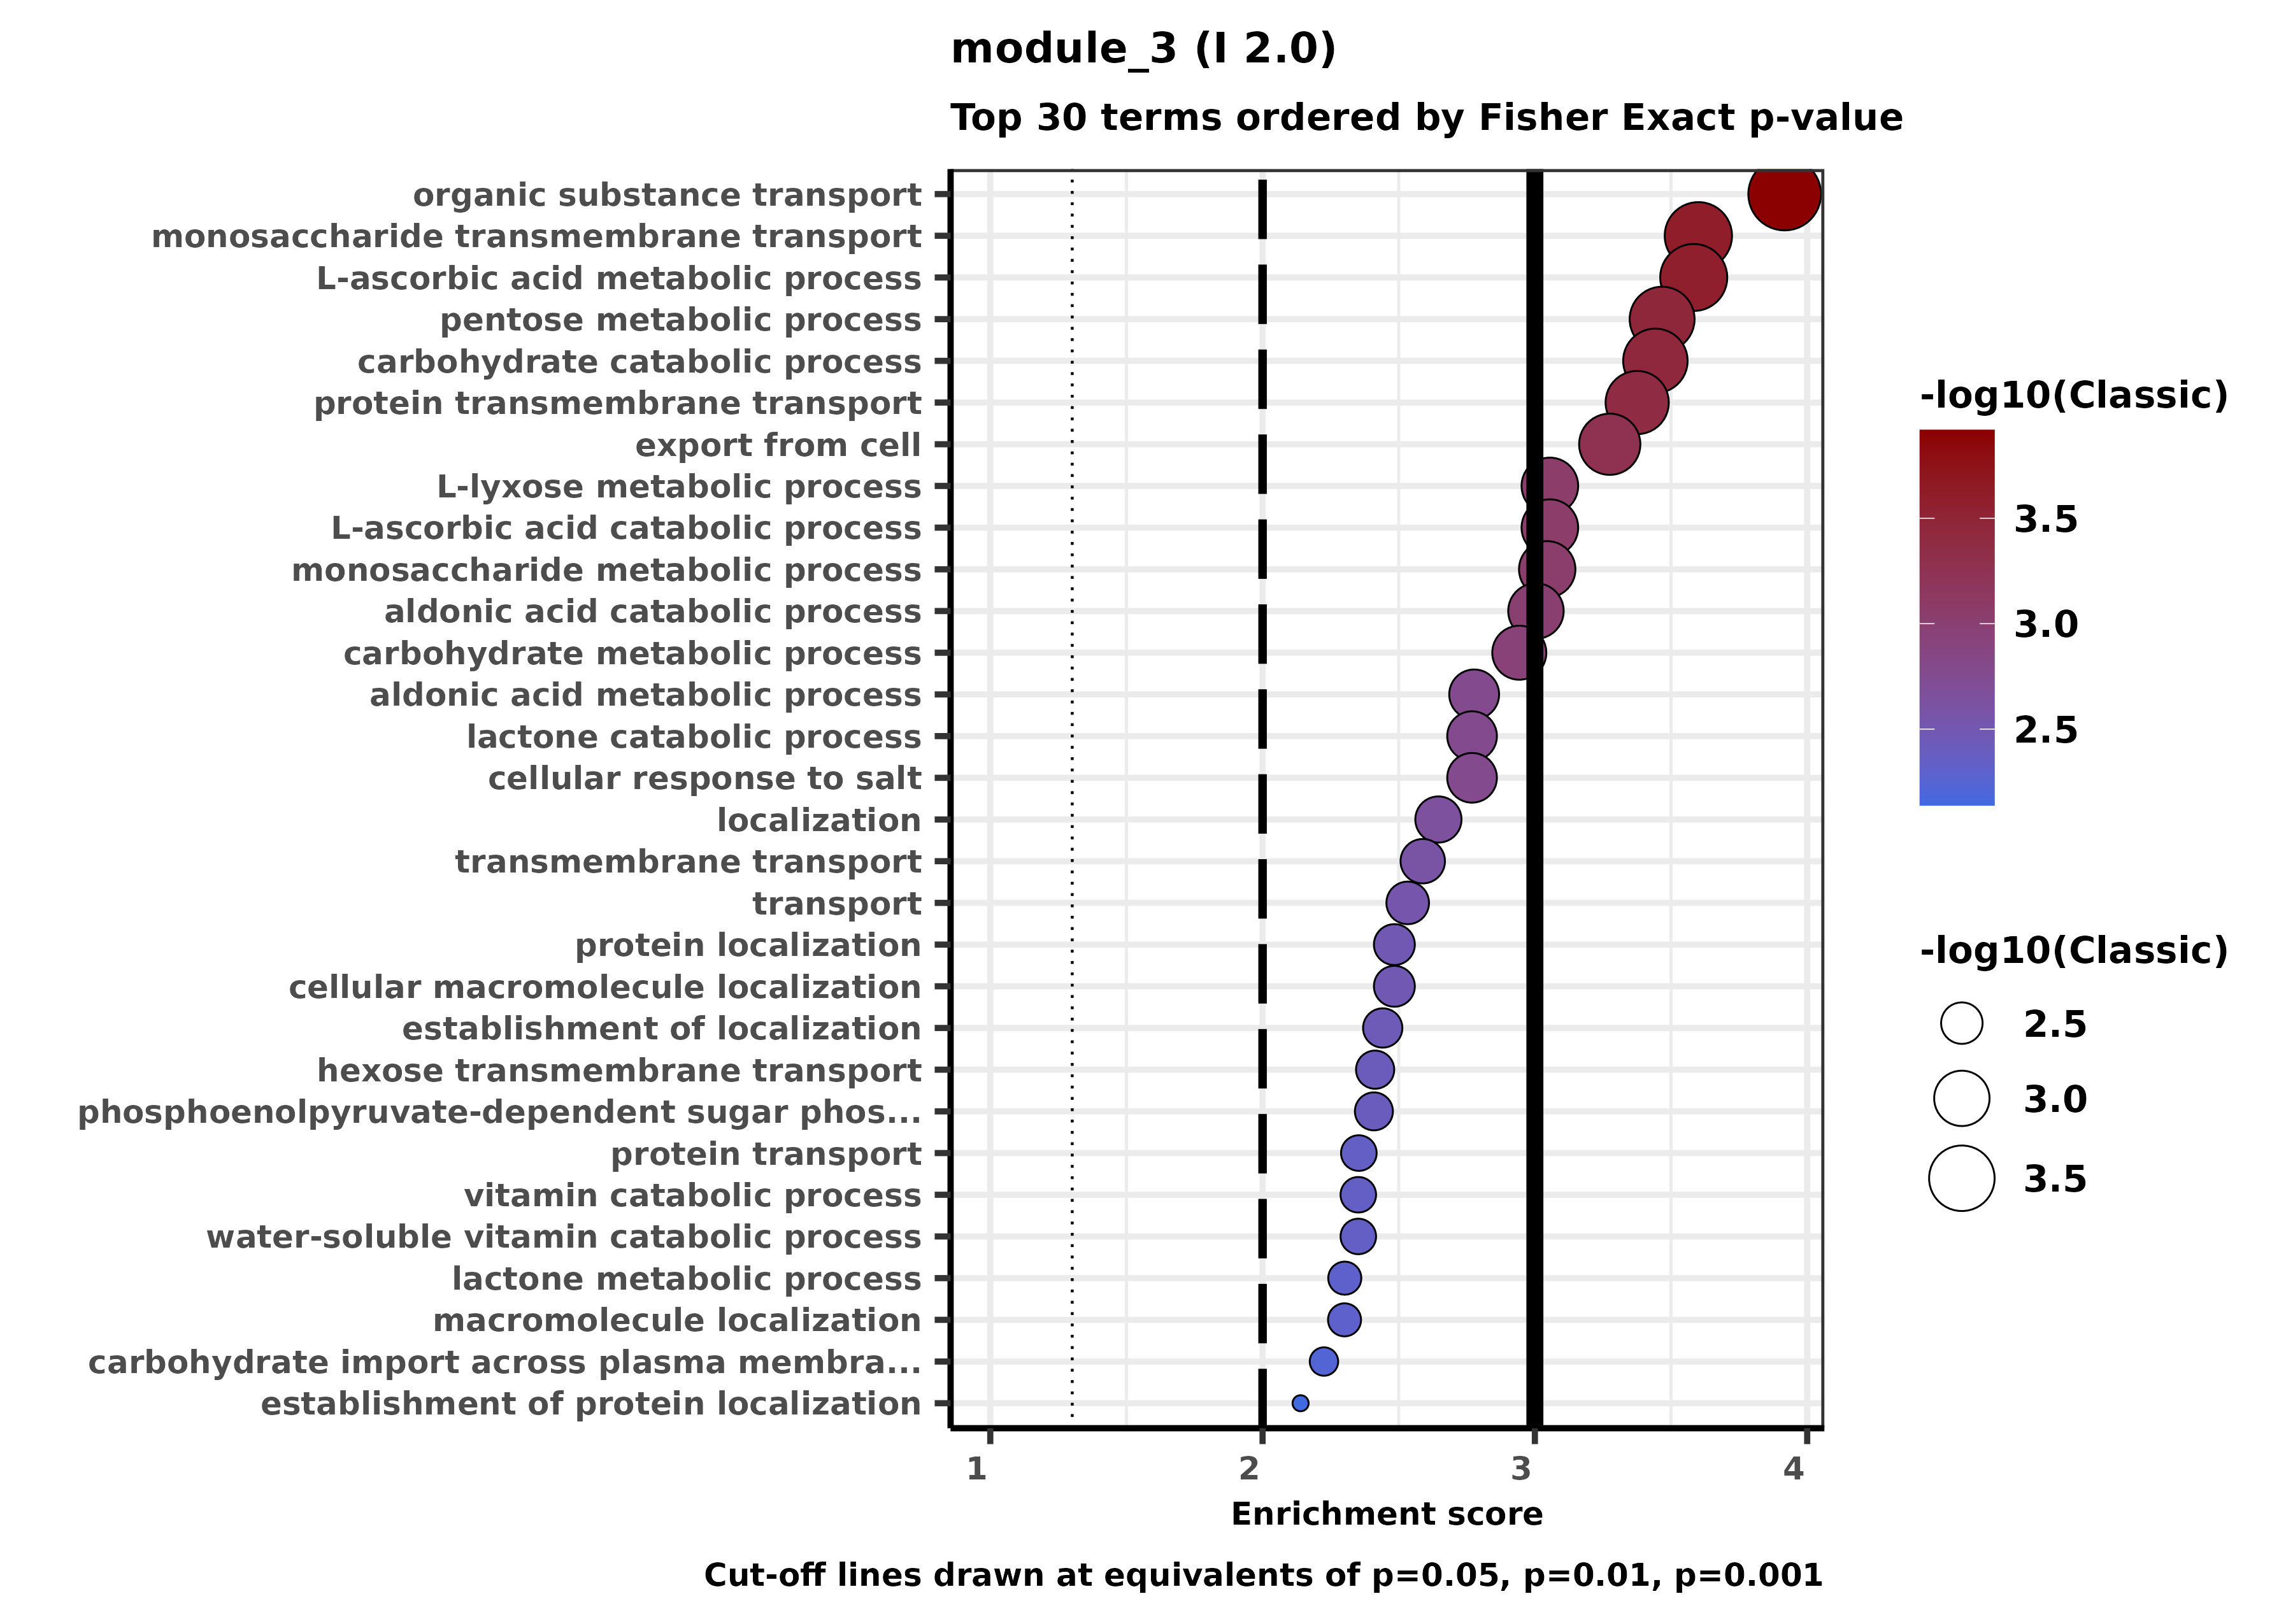 module_3 (I 2.0)
Top 30 terms ordered by Fisher Exact p-value
organic substance transport
monosaccharide transmembrane transport
L-ascorbic acid metabolic process
pentose metabolic process
carbohydrate catabolic process
protein transmembrane transport
export from cell
L-lyxose metabolic process
L-ascorbic acid catabolic process
monosaccharide metabolic process
aldonic acid catabolic process
carbohydrate metabolic process
aldonic acid metabolic process
lactone catabolic process
cellular response to salt
localization
transmembrane transport
transport
protein localization
cellular macromolecule localization
establishment of localization
hexose transmembrane transport
phosphoenolpyruvate-dependent sugar phos...
protein transport
vitamin catabolic process
water-soluble vitamin catabolic process
lactone metabolic process
macromolecule localization
carbohydrate import across plasma membra...
establishment of protein localization
1 2 3 4
Enrichment score
Cut-off lines drawn at equivalents of p=0.05, p=0.01, p=0.001
-log10(Classic)
3.5
3.0
2.5
-log10(Classic)
2.5
3.0
3.5